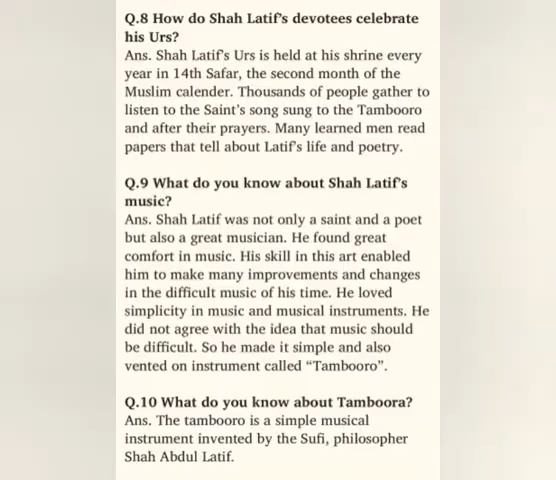 Q.8 How do Shah Latif's devotees celebrate
his Urs?
Ans. Shah Latif's Urs is held at his shrine every
year in 14th Safar, the second month of the
Muslim calender. Thousands of people gather to
listen to the Saint's song sung to the Tambooro
and after their prayers. Many learned men read
papers that tell about Latif's life and poetry.
Q.9 What do you know about Shah Latif's
music?
Ans. Shah Latif was not only a saint and a poet
but also a great musician. He found great
comfort in music. His skill in this art enabled
him to make many improvements and changes
in the difficult music of his time. He loved
simplicity in music and musical instruments. He
did not agree with the idea that music should
be difficult. So he made it simple and also
vented on instrument called “Tambooro”.
Q.10 What do you know about Tamboora?
Ans. The tambooro is a simple musical
instrument invented by the Sufi, philosopher
Shah Abdul Latif.